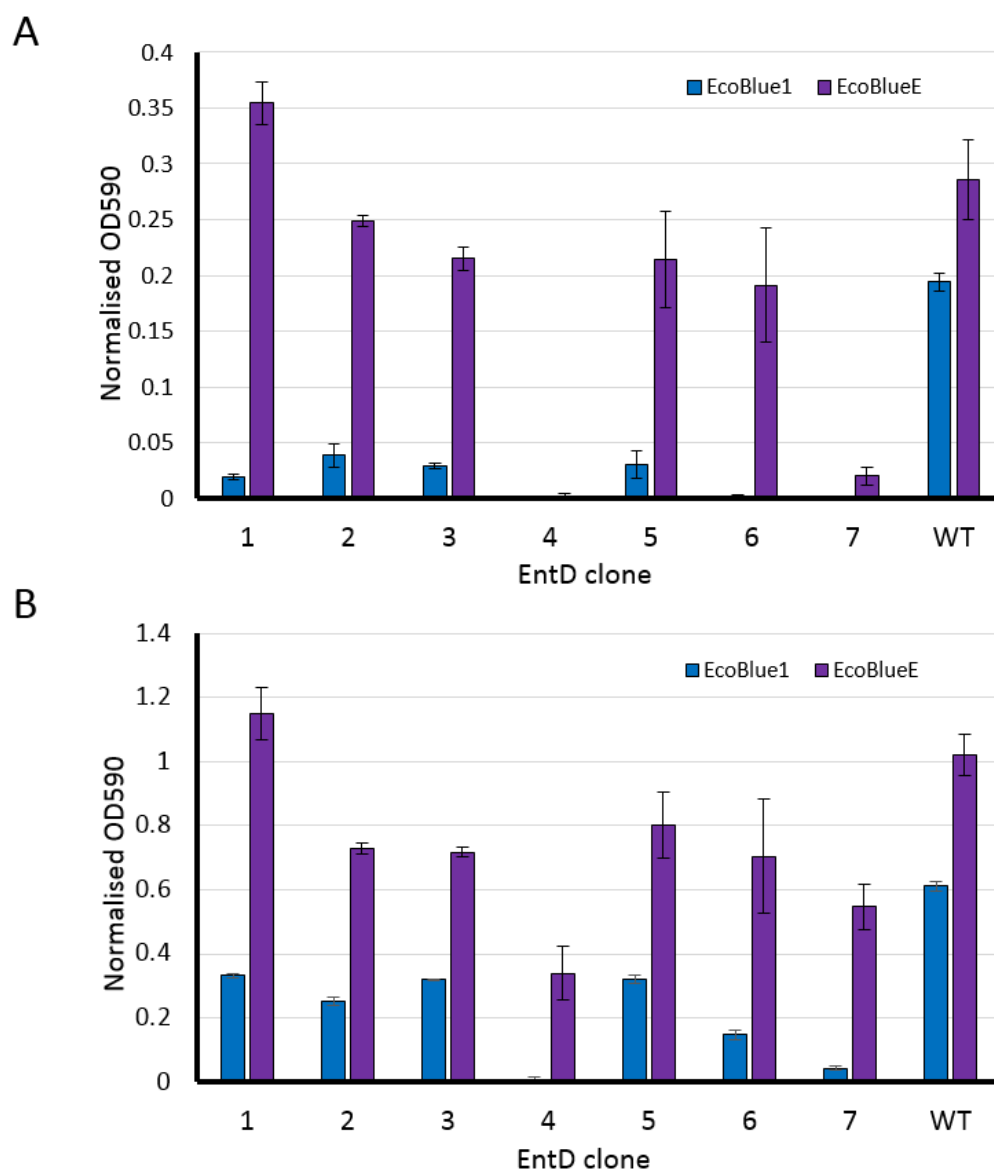 A
Normalised OD590
0.4
0.35
0.3
0.25
0.2
0.15
0.1
0.05
0
EcoBlue1 EcoBlueE
1 2 3 4 5 6 7 WT
EntD clone
B
Normalised OD590
1.4
1.2
1
0.8
0.6
0.4
0.2
0
EcoBlue1 EcoBlueE
1 2 3 4 5 6 7 WT
EntD clone